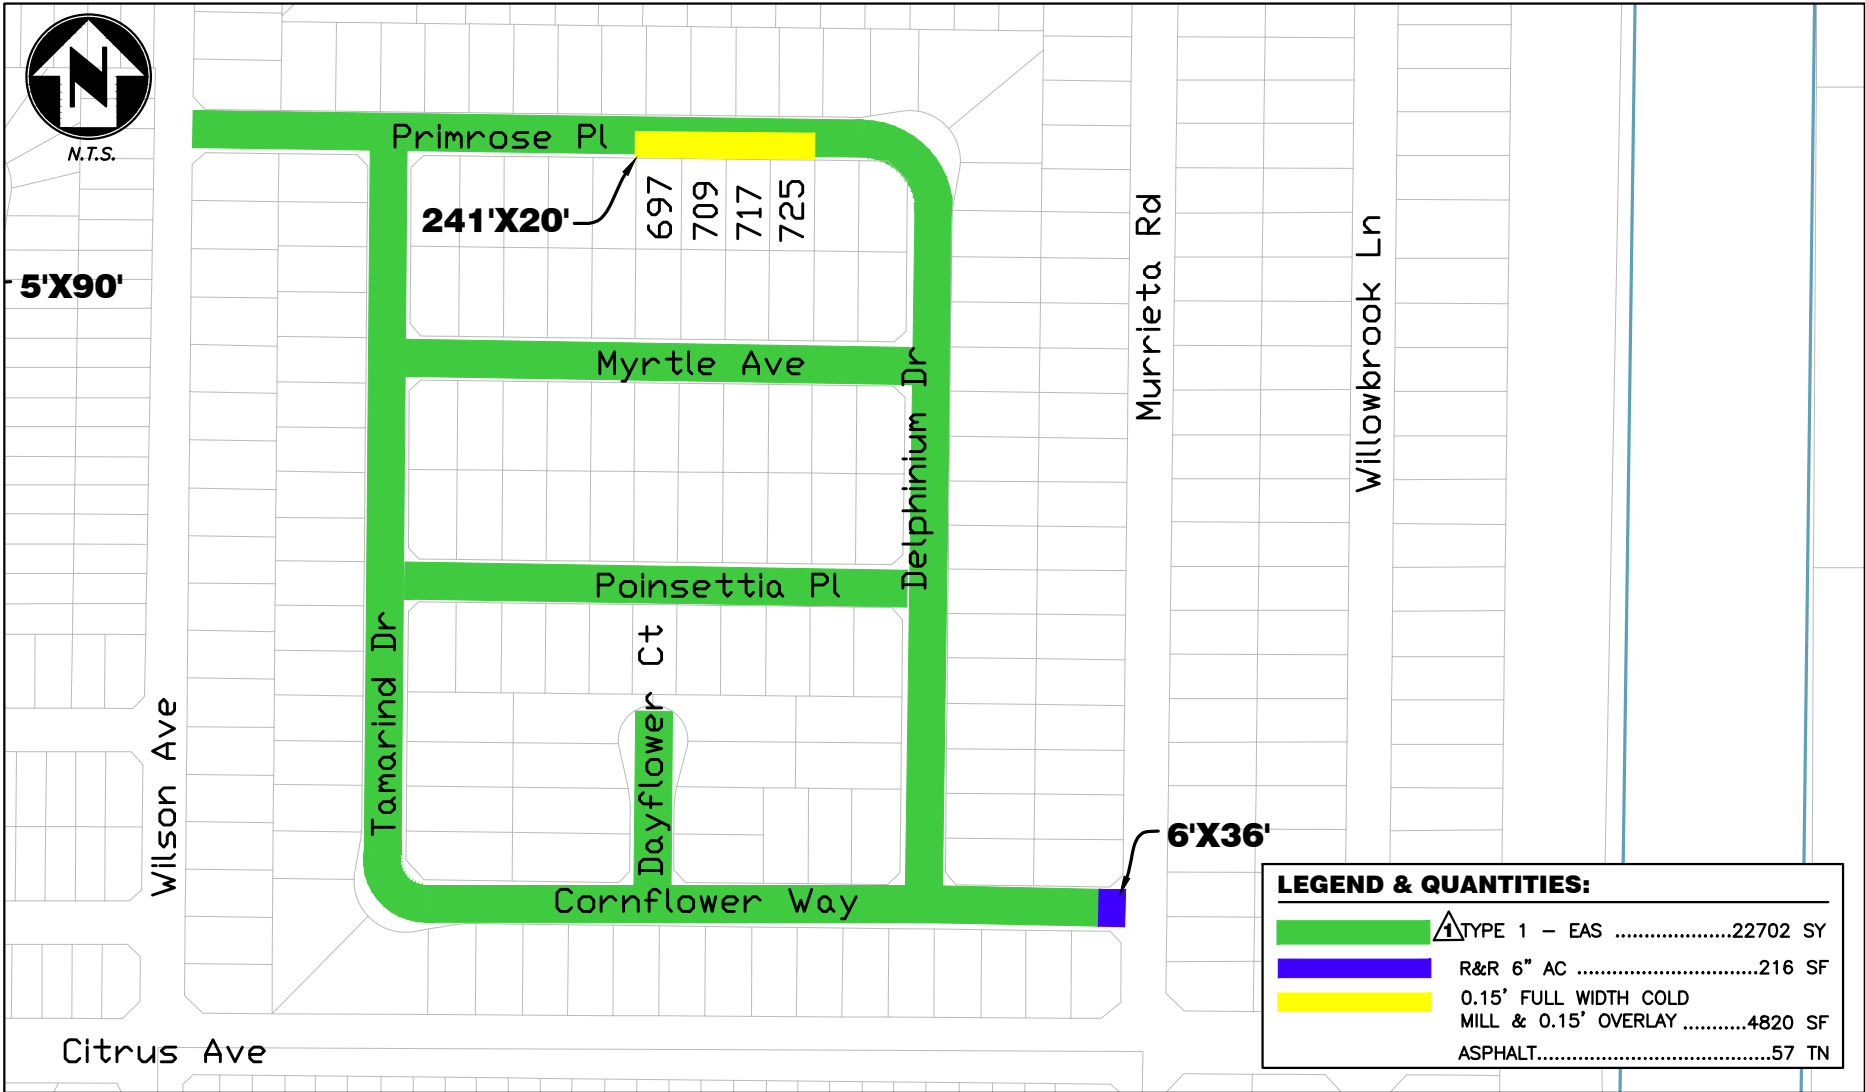 N
N.T.S.
Primrose Pl
241'X20'
697
709
717
725
5'X90'
Myrtle Ave
Delphinium Dr
Murrieta Rd
Willowbrook Ln
Poinsettia Pl
Tamarind Dr
Dayflower Ct
Wilson Ave
Cornflower Way
6'X36'
Citrus Ave
LEGEND & QUANTITIES:
1 TYPE 1 - EAS ....................22702 SY
R&R 6" AC ...............................216 SF
0.15' FULL WIDTH COLD
MILL & 0.15' OVERLAY ...........4820 SF
ASPHALT........................................57 TN